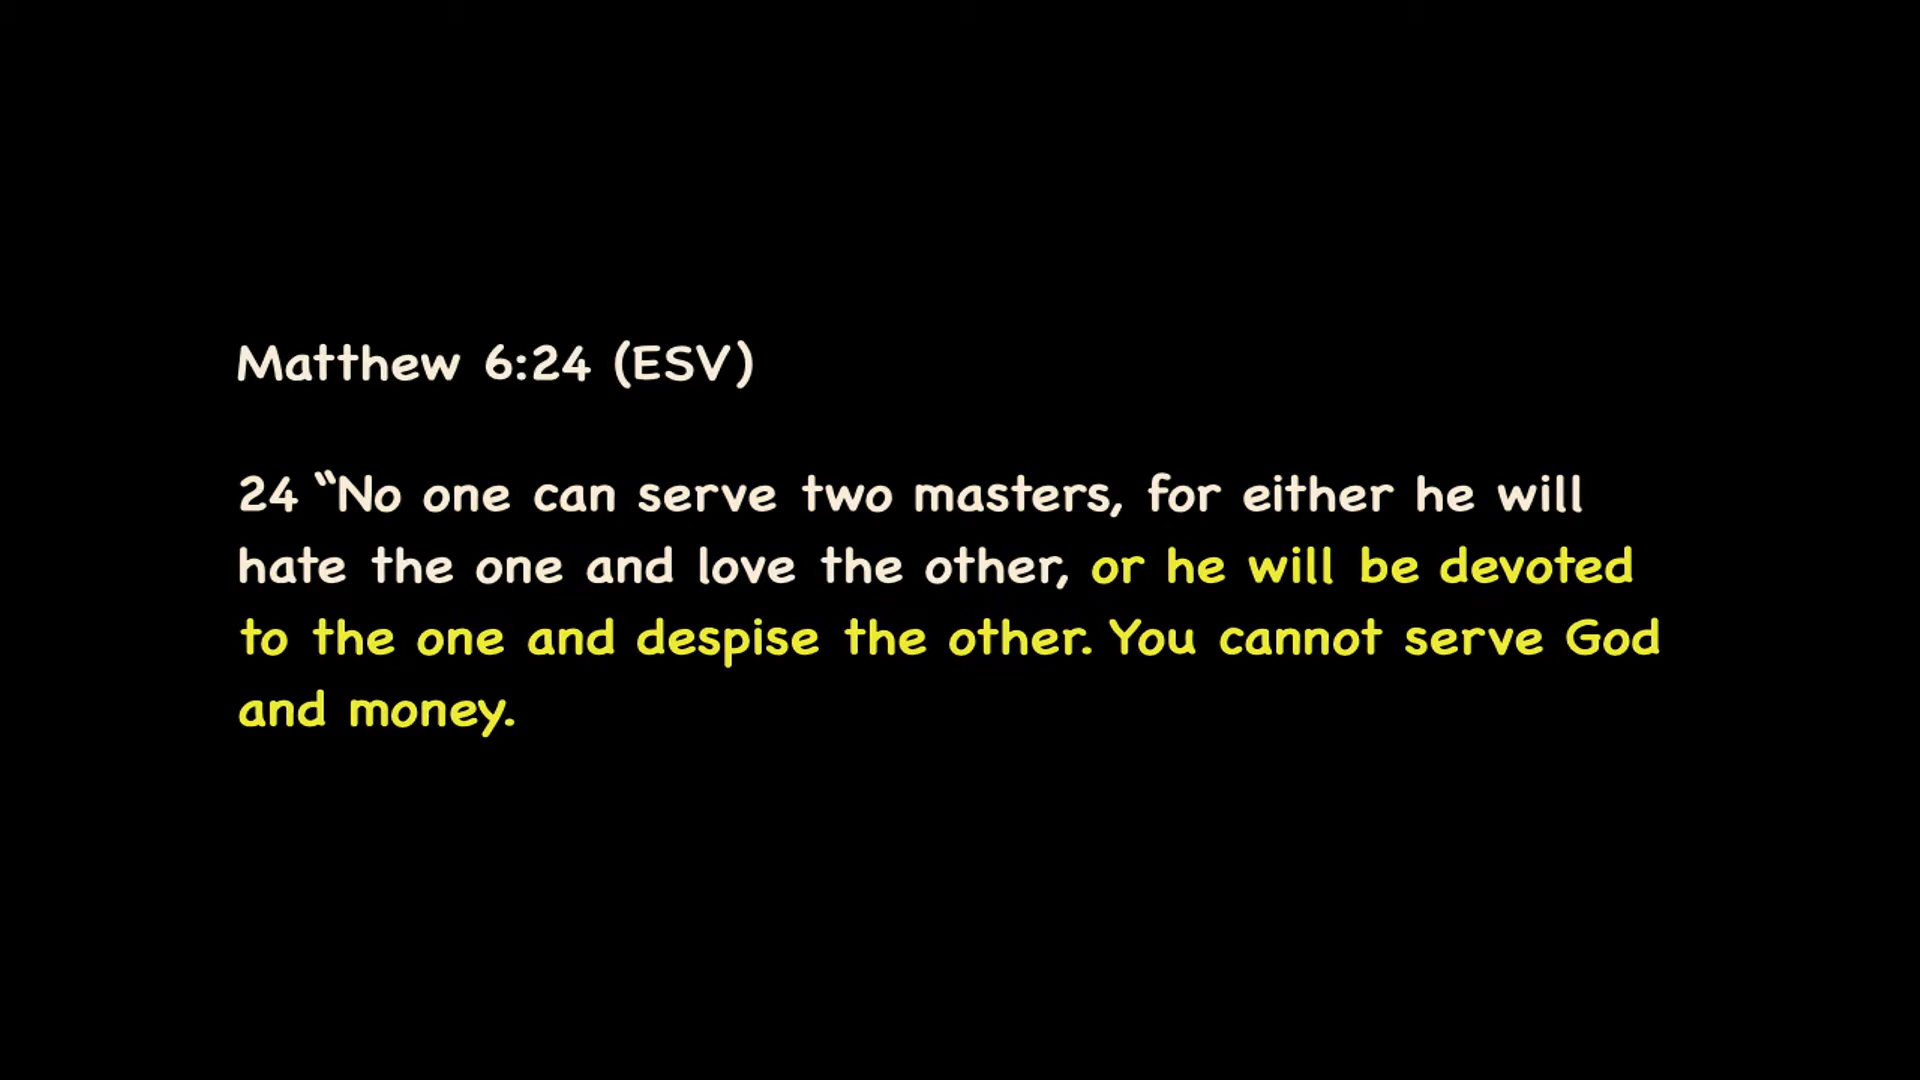 Matthew 6:24 (ESV)
24 “No one can serve two masters, for either he will
hate the one and love the other, or he will be devoted
to the one and despise the other. You cannot serve God
and money.